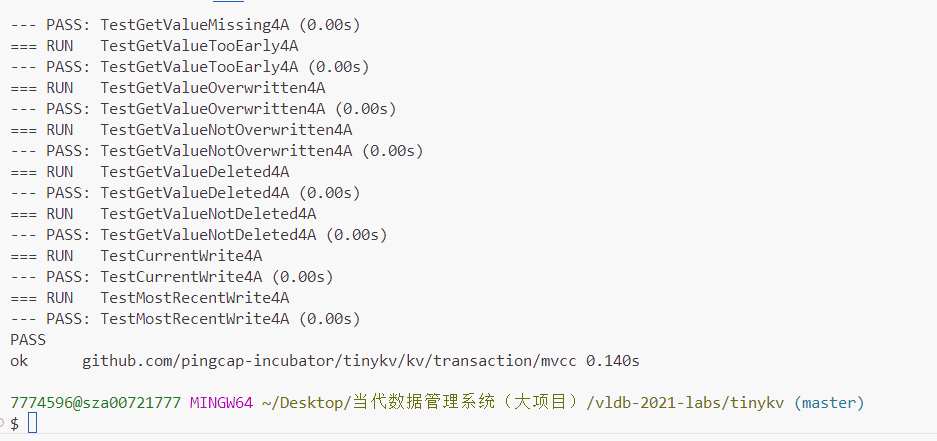 --- PASS: TestGetValueMissing4A (0.00s)
=== RUN   TestGetValueTooEarly4A
--- PASS: TestGetValueTooEarly4A (0.00s)
=== RUN   TestGetValueOverwritten4A
--- PASS: TestGetValueOverwritten4A (0.00s)
=== RUN   TestGetValueNotOverwritten4A
--- PASS: TestGetValueNotOverwritten4A (0.00s)
=== RUN   TestGetValueDeleted4A
--- PASS: TestGetValueDeleted4A (0.00s)
=== RUN   TestGetValueNotDeleted4A
--- PASS: TestGetValueNotDeleted4A (0.00s)
=== RUN   TestCurrentWrite4A
--- PASS: TestCurrentWrite4A (0.00s)
=== RUN   TestMostRecentWrite4A
--- PASS: TestMostRecentWrite4A (0.00s)
PASS
ok      github.com/pingcap-incubator/tinykv/kv/transaction/mvcc 0.140s
7774596@sza00721777 MINGW64 ~/Desktop/当代数据管理系统（大项目）/vldb-2021-labs/tinykv (master)
$